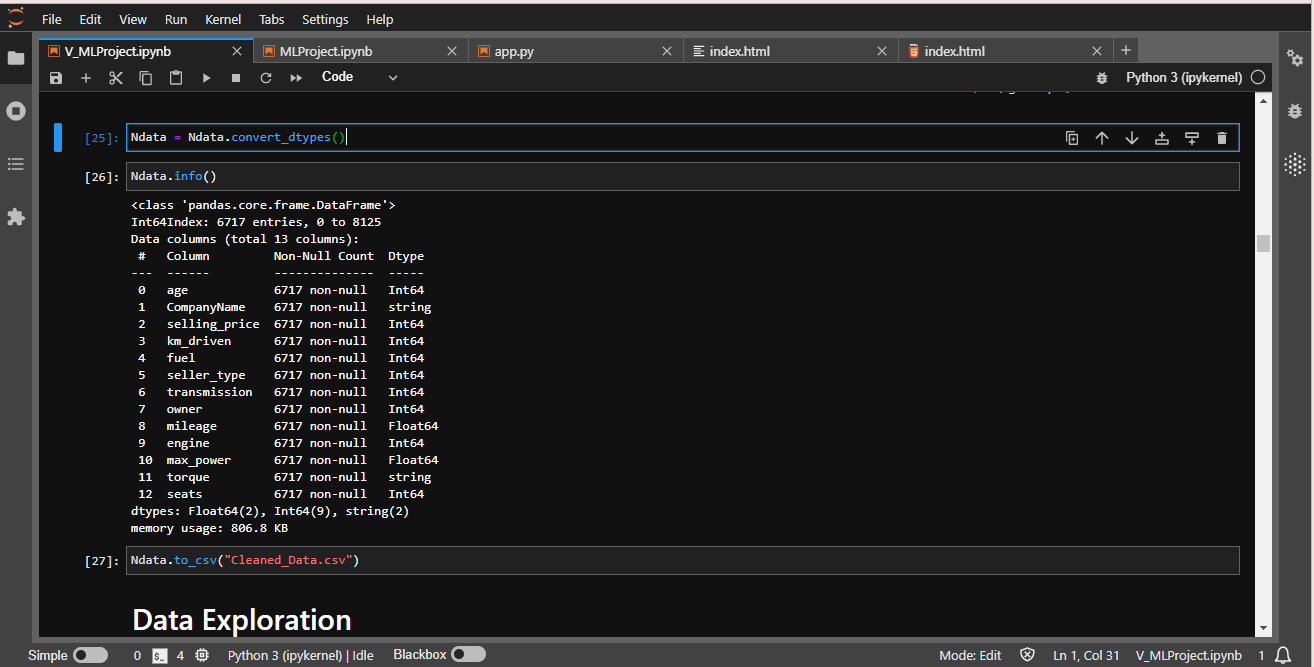 File Edit View Run Kernel Tabs Settings Help
V_MLProject.ipynb MLProject.ipynb app.py index.html index.html
Code Python 3 (ipykernel)
[25]: Ndata = Ndata.convert_dtypes()
[26]: Ndata.info()
<class 'pandas.core.frame.DataFrame'>
Int64Index: 6717 entries, 0 to 8125
Data columns (total 13 columns):
# Column Non-Null Count Dtype
--- ------ -------------- -----
0 age 6717 non-null Int64
1 CompanyName 6717 non-null string
2 selling_price 6717 non-null Int64
3 km_driven 6717 non-null Int64
4 fuel 6717 non-null Int64
5 seller_type 6717 non-null Int64
6 transmission 6717 non-null Int64
7 owner 6717 non-null Int64
8 mileage 6717 non-null Float64
9 engine 6717 non-null Int64
10 max_power 6717 non-null Float64
11 torque 6717 non-null string
12 seats 6717 non-null Int64
dtypes: Float64(2), Int64(9), string(2)
memory usage: 806.8 KB
[27]: Ndata.to_csv("Cleaned_Data.csv")
Data Exploration
Simple 0 $_ 4 Python 3 (ipykernel) | Idle Blackbox Mode: Edit Ln 1, Col 31 V_MLProject.ipynb 1